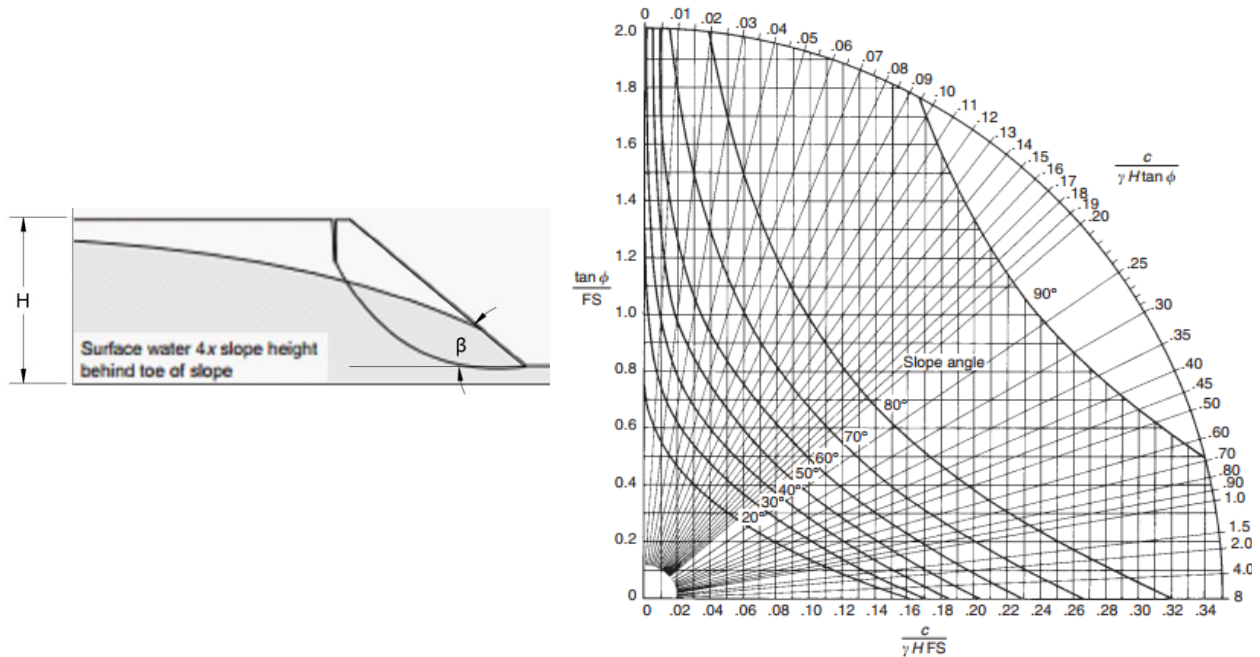 H
β
Surface water 4x slope height
behind toe of slope
0 .01 .02 .03 .04 .05 .06 .07 .08 .09 .10 .11 .12 .13 .14 .15 .16 .17 .18 .19 .20 .25 .30 .35 .40 .45 .50 .60 .70 .80 .90 1.0 1.5 2.0 4.0 8
c
γ H tan ϕ
2.0
1.8
1.6
1.4
1.2
tan ϕ
FS
1.0
0.8
0.6
0.4
0.2
0
90°
Slope angle
80°
70°
60°
50°
40°
30°
20°
0 .02 .04 .06 .08 .10 .12 .14 .16 .18 .20 .22 .24 .26 .28 .30 .32 .34
c
γ H FS